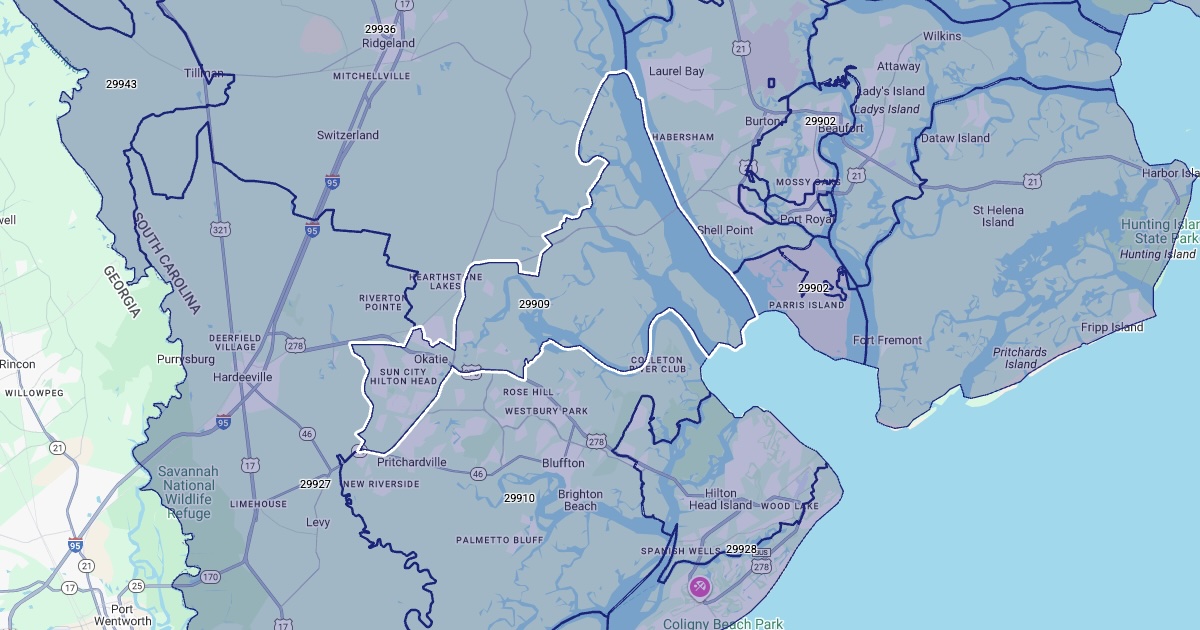 17
29936
Ridgeland
Wilkins
21
Tillman
MITCHELLVILLE
Laurel Bay
Attaway
29943
Lady's Island
Ladys Island
Burton
29902
Beaufort
Switzerland
HABERSHAM
Dataw Island
95
21
MOSSY OAKS
21
21
Harbor Isla
SOUTH CAROLINA
GEORGIA
321
95
Port Royal
St Helena
Island
Shell Point
Hunting Islan
State Park
Hunting Island
HEARTHSTONE
LAKES
29902
PARRIS ISLAND
RIVERTON
POINTE
29909
Fripp Island
DEERFIELD
VILLAGE
278
Fort Fremont
Purrysburg
Okatie
COLLETON
RIVER CLUB
Pritchards
Island
Rincon
Hardeeville
SUN CITY
HILTON HEAD
WILLOWPEG
ROSE HILL
WESTBURY PARK
95
46
278
21
17
Pritchardville
46
Bluffton
Savannah
National
Wildlife
Refuge
29927
NEW RIVERSIDE
29910
Brighton
Beach
Hilton
Head Island
WOOD LAKE
LIMEHOUSE
Levy
95
PALMETTO BLUFF
SPANISH WELLS
29928
BUS
278
21
17
25
170
Port
Wentworth
17
Coligny Beach Park